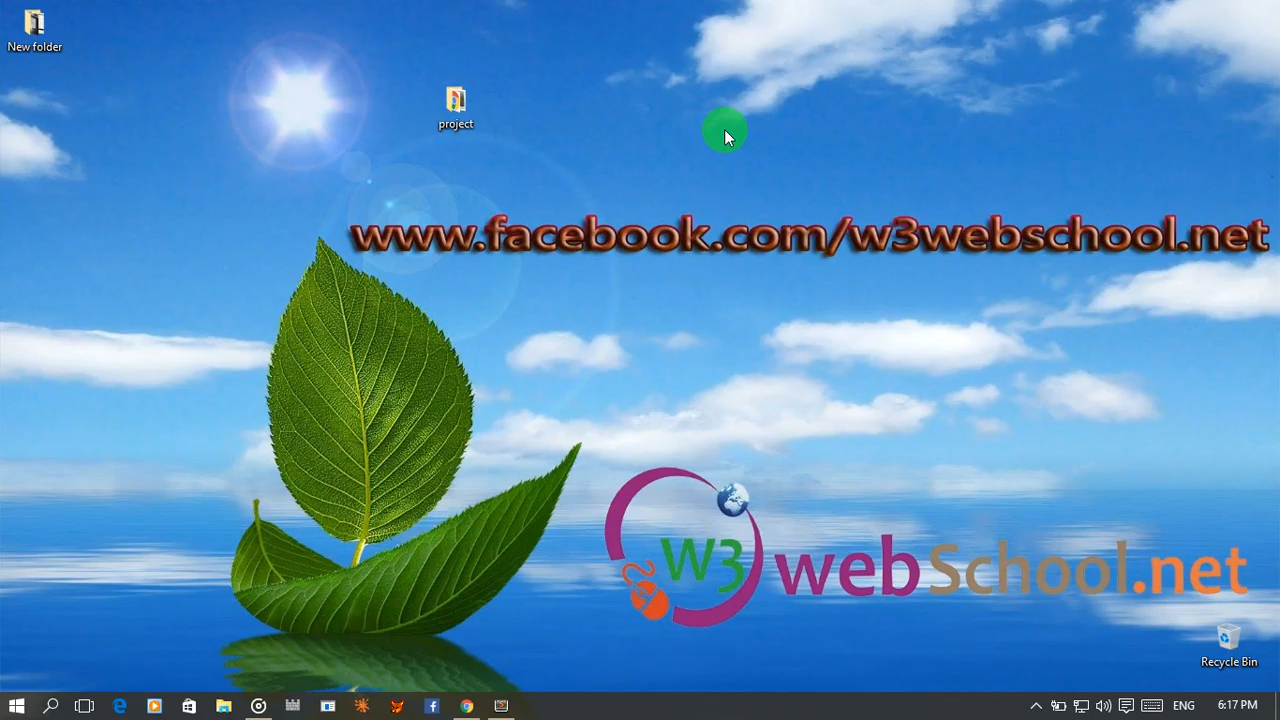 New folder
project
www.facebook.com/w3webschool.net
W3
webSchool.net
Recycle Bin
ENG
6:17 PM